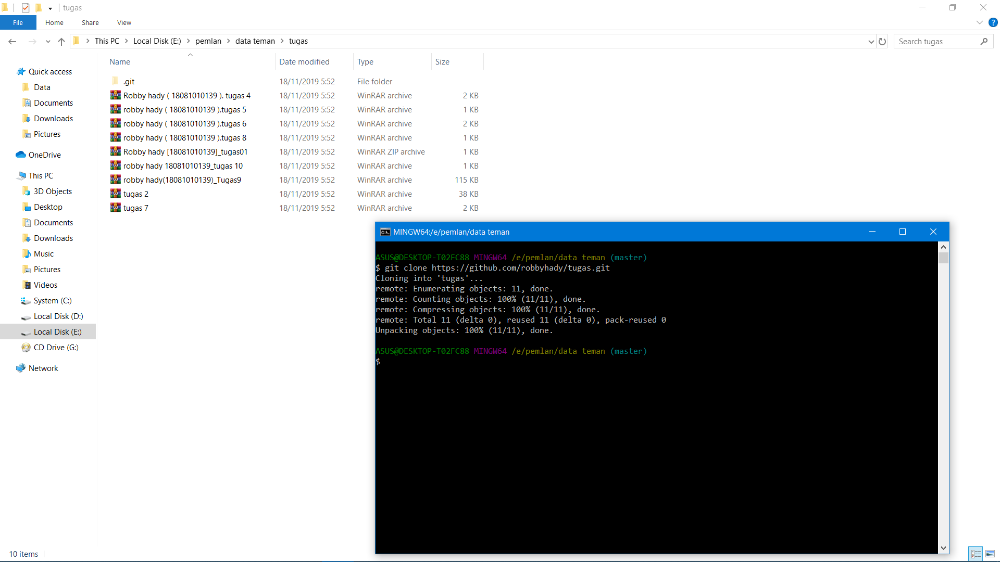 tugas
File Home Share View
This PC Local Disk (E:) pemlan data teman tugas
Search tugas
Name Date modified Type Size
.git 18/11/2019 5:52 File folder
Robby hady ( 18081010139 ). tugas 4 18/11/2019 5:52 WinRAR archive 2 KB
robby hady ( 18081010139 ).tugas 5 18/11/2019 5:52 WinRAR archive 1 KB
robby hady ( 18081010139 ).tugas 6 18/11/2019 5:52 WinRAR archive 2 KB
robby hady ( 18081010139 ).tugas 8 18/11/2019 5:52 WinRAR archive 1 KB
Robby hady [18081010139]_tugas01 18/11/2019 5:52 WinRAR ZIP archive 1 KB
robby hady 18081010139_tugas 10 18/11/2019 5:52 WinRAR archive 1 KB
robby hady(18081010139)_Tugas9 18/11/2019 5:52 WinRAR archive 115 KB
tugas 2 18/11/2019 5:52 WinRAR archive 38 KB
tugas 7 18/11/2019 5:52 WinRAR archive 2 KB
Quick access
Data
Documents
Downloads
Pictures
OneDrive
This PC
3D Objects
Desktop
Documents
Downloads
Music
Pictures
Videos
System (C:)
Local Disk (D:)
Local Disk (E:)
CD Drive (G:)
Network
10 items
MINGW64:/e/pemlan/data teman
ASUS@DESKTOP-T02FC88 MINGW64 /e/pemlan/data teman (master)
$ git clone https://github.com/robbyhady/tugas.git
Cloning into 'tugas'...
remote: Enumerating objects: 11, done.
remote: Counting objects: 100% (11/11), done.
remote: Compressing objects: 100% (11/11), done.
remote: Total 11 (delta 0), reused 11 (delta 0), pack-reused 0
Unpacking objects: 100% (11/11), done.
ASUS@DESKTOP-T02FC88 MINGW64 /e/pemlan/data teman (master)
$